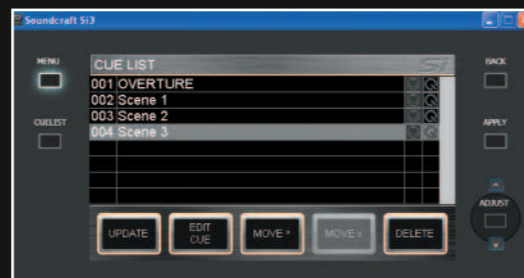 Soundcraft Si3
MENU
CUE LIST
Si
BACK
001 OVERTURE
002 Scene 1
003 Scene 2
004 Scene 3
CUELIST
APPLY
ADJUST
UPDATE
EDIT
CUE
MOVE ^
MOVE v
DELETE